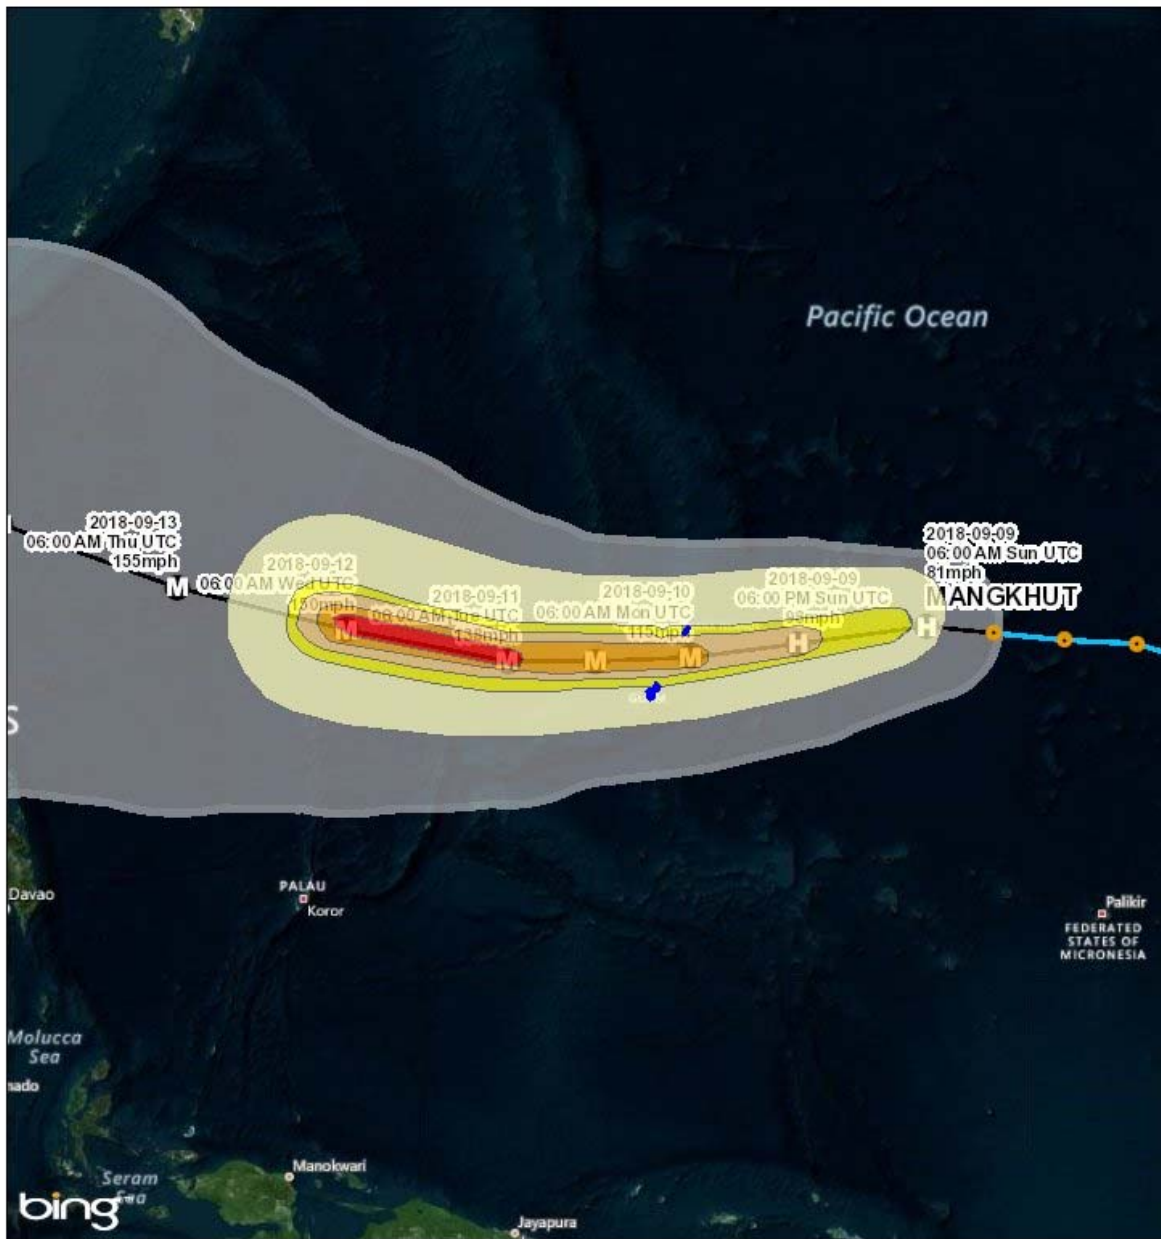 Pacific Ocean
2018-09-13
06:00 AM Thu UTC
155mph
M
2018-09-12
06:00 AM Wed UTC
150mph
M
2018-09-11
06:00 AM Tue UTC
138mph
M
M
2018-09-10
06:00 AM Mon UTC
115mph
M
2018-09-09
06:00 PM Sun UTC
98mph
H
2018-09-09
06:00 AM Sun UTC
81mph
MANGKHUT
H
S
PALAU
Koror
Davao
Palikir
FEDERATED
STATES OF
MICRONESIA
Molucca
Sea
nado
Seram
Sea
Manokwari
Jayapura
bing